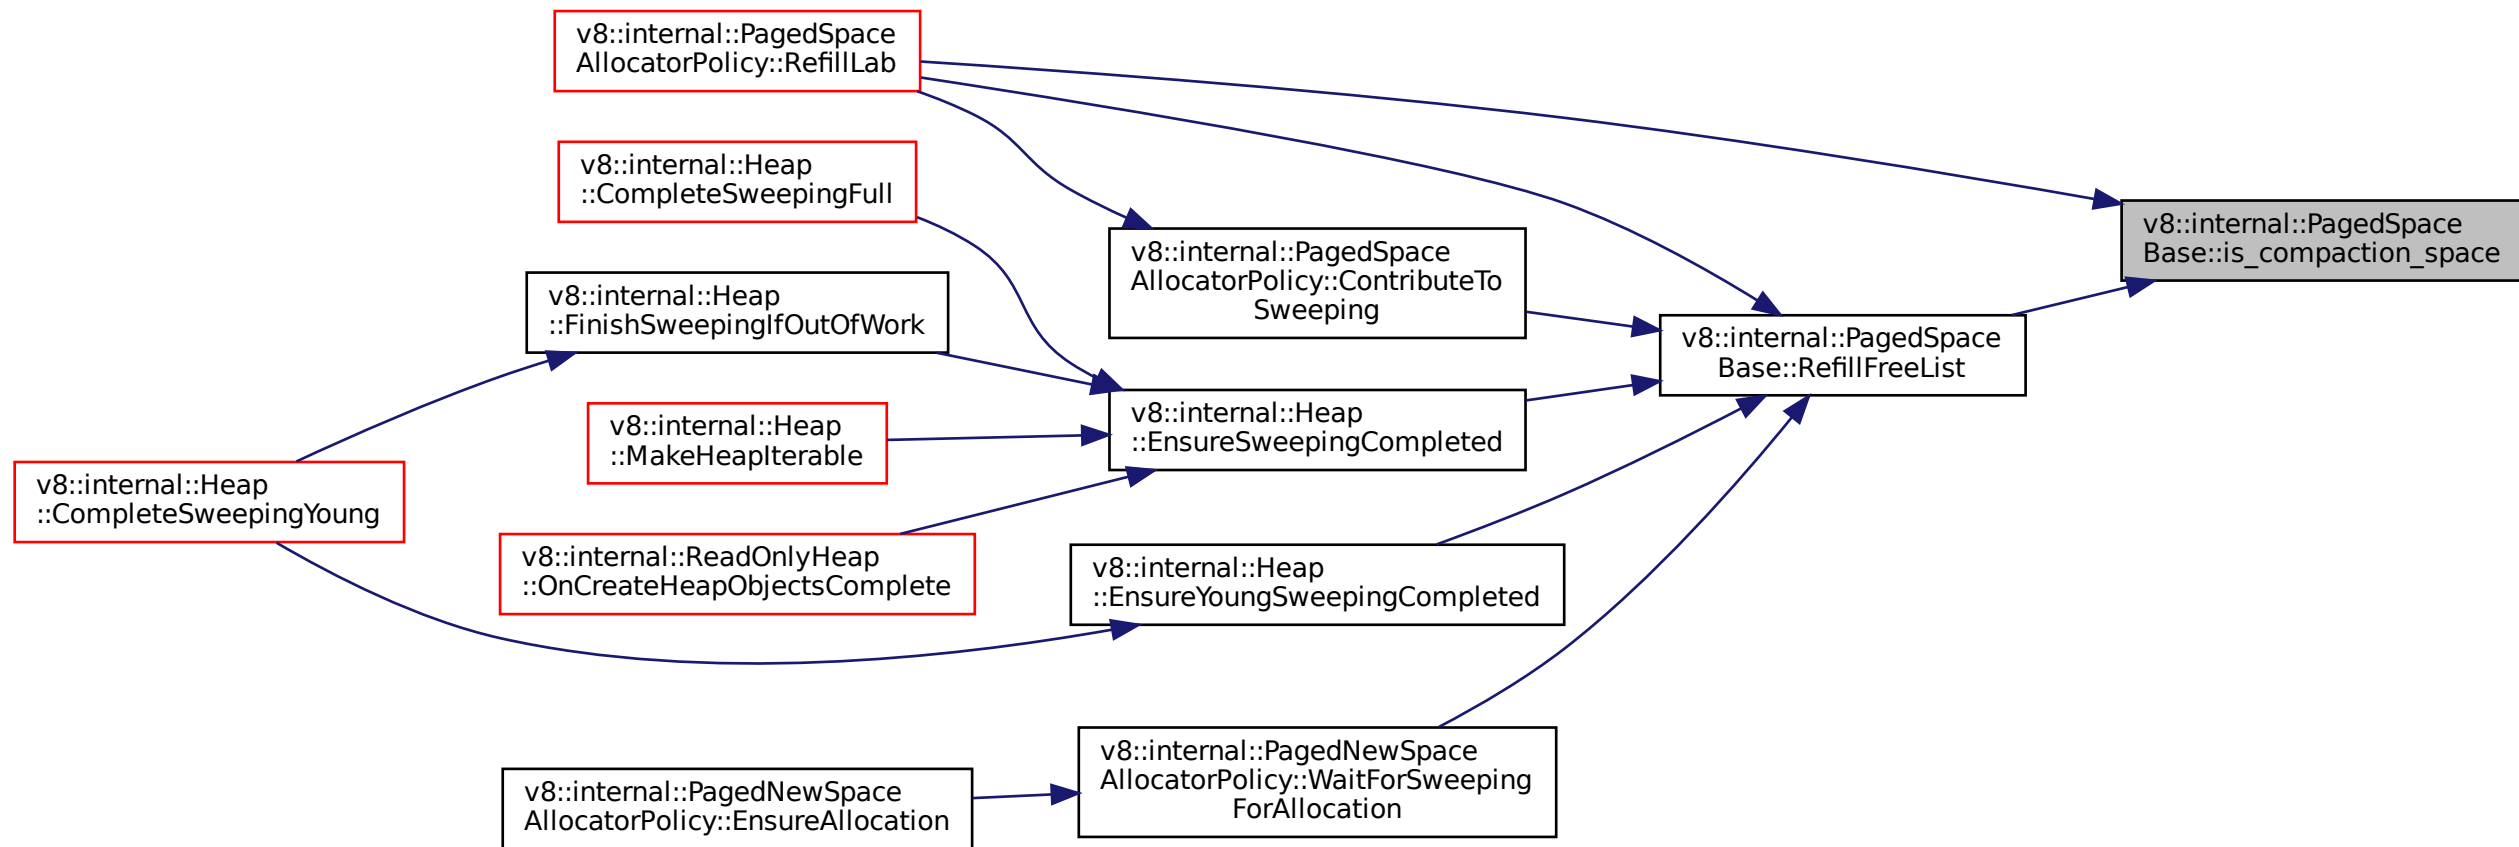 v8::internal::PagedSpace
AllocatorPolicy::RefillLab
v8::internal::Heap
::CompleteSweepingFull
v8::internal::PagedSpace
Base::is_compaction_space
v8::internal::PagedSpace
AllocatorPolicy::ContributeTo
Sweeping
v8::internal::Heap
::FinishSweepingIfOutOfWork
v8::internal::PagedSpace
Base::RefillFreeList
v8::internal::Heap
::EnsureSweepingCompleted
v8::internal::Heap
::MakeHeapIterable
v8::internal::Heap
::CompleteSweepingYoung
v8::internal::ReadOnlyHeap
::OnCreateHeapObjectsComplete
v8::internal::Heap
::EnsureYoungSweepingCompleted
v8::internal::PagedNewSpace
AllocatorPolicy::WaitForSweeping
ForAllocation
v8::internal::PagedNewSpace
AllocatorPolicy::EnsureAllocation